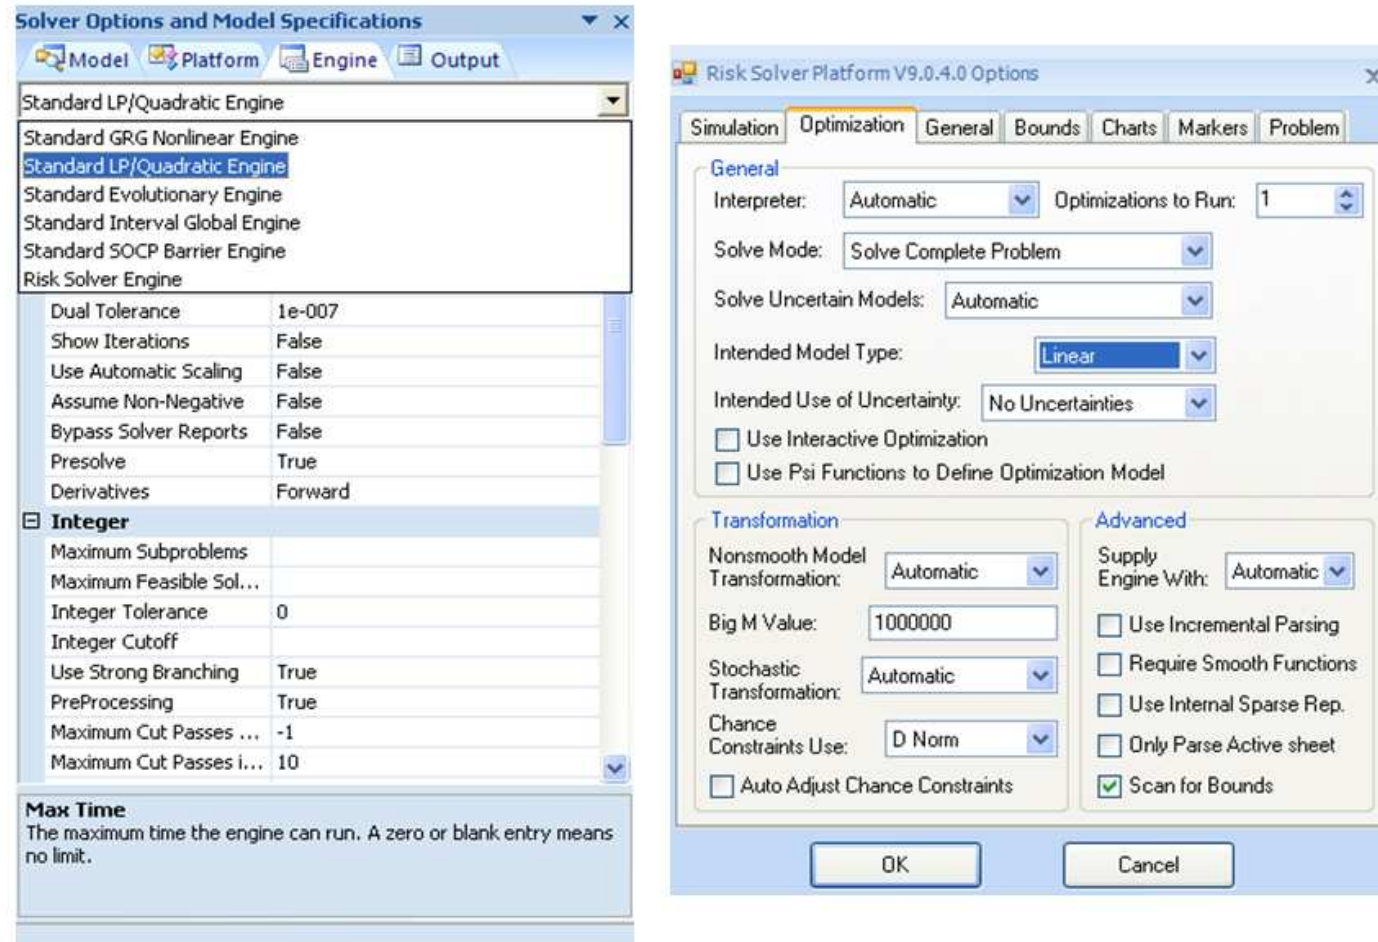 Solver Options and Model Specifications
Model Platform Engine Output
Standard LP/Quadratic Engine
Standard GRG Nonlinear Engine
Standard LP/Quadratic Engine
Standard Evolutionary Engine
Standard Interval Global Engine
Standard SOCP Barrier Engine
Risk Solver Engine
Dual Tolerance 1e-007
Show Iterations False
Use Automatic Scaling False
Assume Non-Negative False
Bypass Solver Reports False
Presolve True
Derivatives Forward
Integer
Maximum Subproblems
Maximum Feasible Sol...
Integer Tolerance 0
Integer Cutoff
Use Strong Branching True
PreProcessing True
Maximum Cut Passes ... -1
Maximum Cut Passes i... 10
Max Time
The maximum time the engine can run. A zero or blank entry means
no limit.
Risk Solver Platform V9.0.4.0 Options
Simulation Optimization General Bounds Charts Markers Problem
General
Interpreter: Automatic Optimizations to Run: 1
Solve Mode: Solve Complete Problem
Solve Uncertain Models: Automatic
Intended Model Type: Linear
Intended Use of Uncertainty: No Uncertainties
Use Interactive Optimization
Use Psi Functions to Define Optimization Model
Transformation
Nonsmooth Model
Transformation: Automatic
Big M Value: 1000000
Stochastic
Transformation: Automatic
Chance
Constraints Use: D Norm
Auto Adjust Chance Constraints
Advanced
Supply
Engine With: Automatic
Use Incremental Parsing
Require Smooth Functions
Use Internal Sparse Rep.
Only Parse Active sheet
Scan for Bounds
OK Cancel